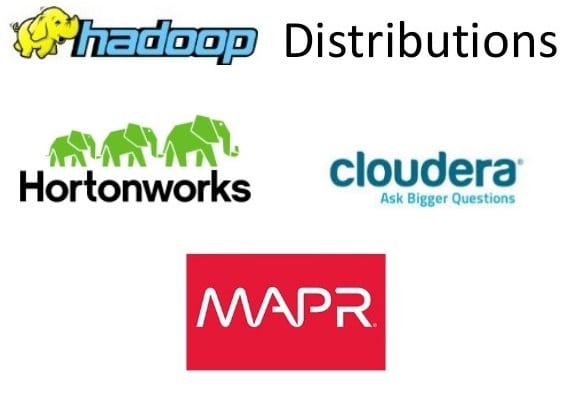 hadoop Distributions
Hortonworks
cloudera®
Ask Bigger Questions
MAPR®